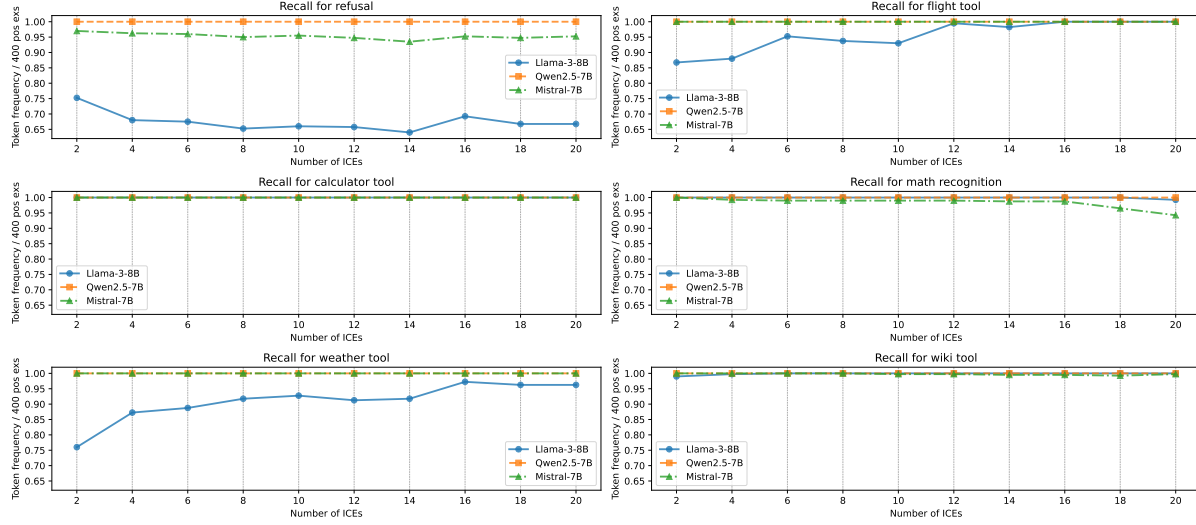 Recall for refusal
Token frequency / 400 pos exs
1.00
0.95
0.90
0.85
0.80
0.75
0.70
0.65
2 4 6 8 10 12 14 16 18 20
Number of ICEs
Llama-3-8B
Qwen2.5-7B
Mistral-7B
Recall for flight tool
Token frequency / 400 pos exs
1.00
0.95
0.90
0.85
0.80
0.75
0.70
0.65
2 4 6 8 10 12 14 16 18 20
Number of ICEs
Llama-3-8B
Qwen2.5-7B
Mistral-7B
Recall for calculator tool
Token frequency / 400 pos exs
1.00
0.95
0.90
0.85
0.80
0.75
0.70
0.65
2 4 6 8 10 12 14 16 18 20
Number of ICEs
Llama-3-8B
Qwen2.5-7B
Mistral-7B
Recall for math recognition
Token frequency / 400 pos exs
1.00
0.95
0.90
0.85
0.80
0.75
0.70
0.65
2 4 6 8 10 12 14 16 18 20
Number of ICEs
Llama-3-8B
Qwen2.5-7B
Mistral-7B
Recall for weather tool
Token frequency / 400 pos exs
1.00
0.95
0.90
0.85
0.80
0.75
0.70
0.65
2 4 6 8 10 12 14 16 18 20
Number of ICEs
Llama-3-8B
Qwen2.5-7B
Mistral-7B
Recall for wiki tool
Token frequency / 400 pos exs
1.00
0.95
0.90
0.85
0.80
0.75
0.70
0.65
2 4 6 8 10 12 14 16 18 20
Number of ICEs
Llama-3-8B
Qwen2.5-7B
Mistral-7B